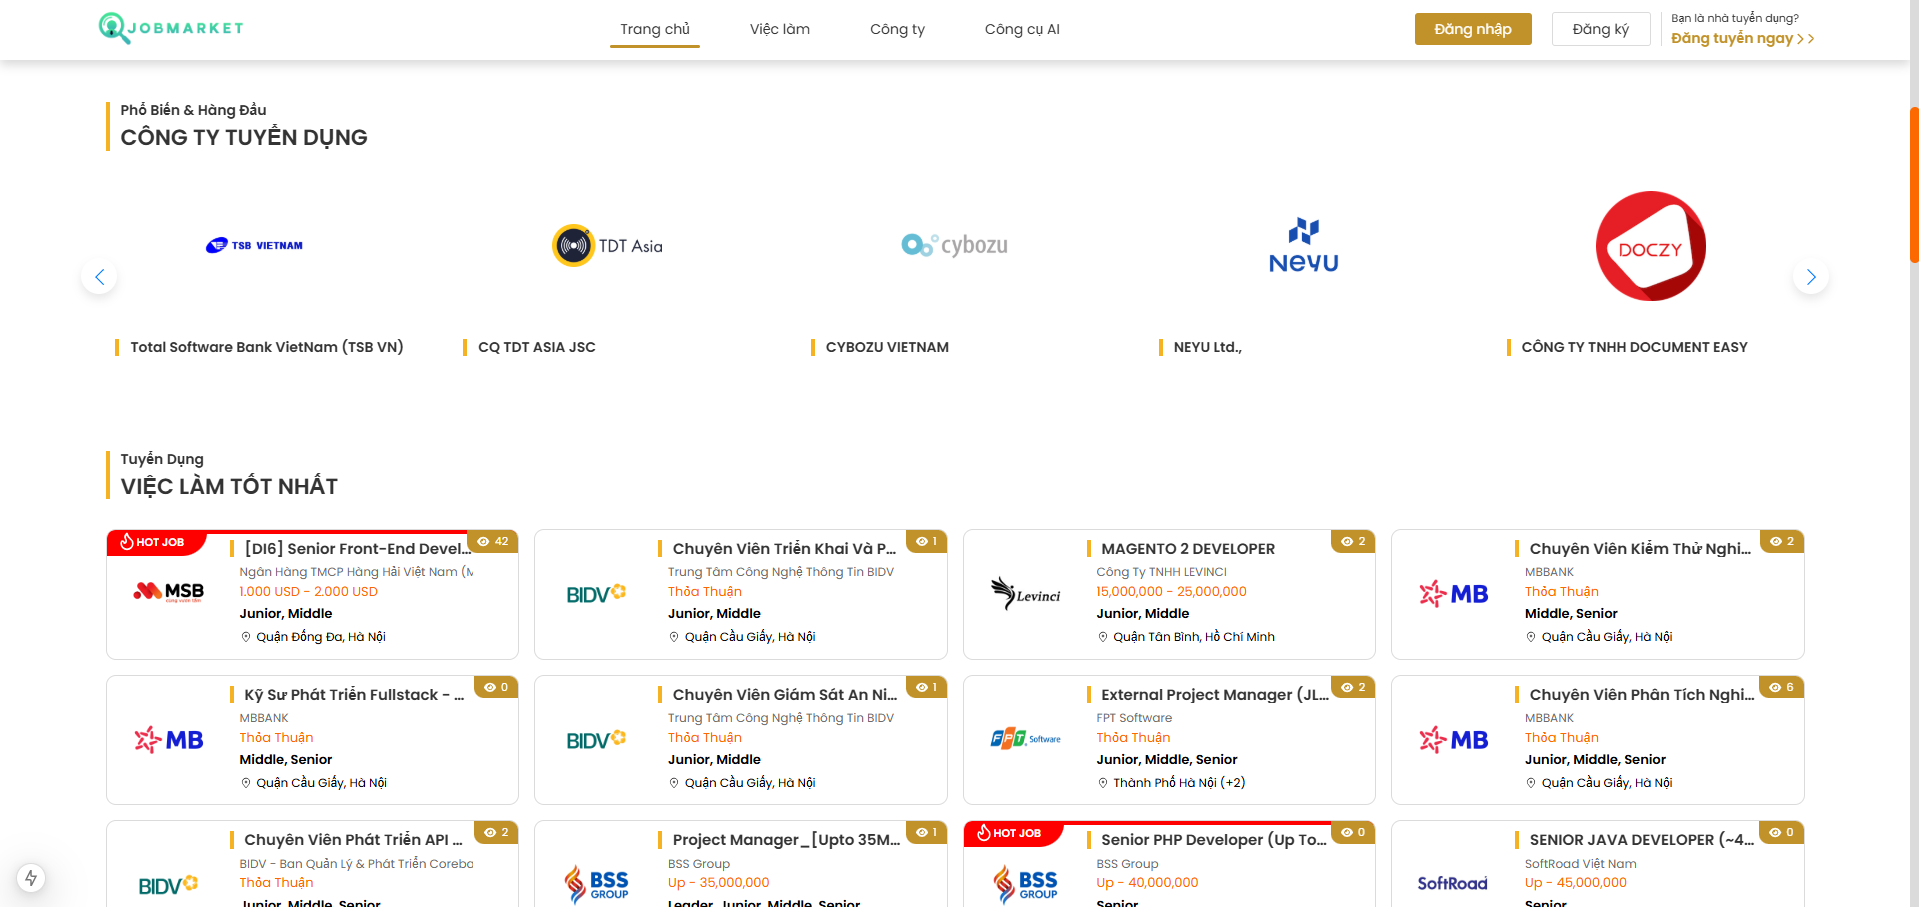 JOBMARKET
Trang chủ
Việc làm
Công ty
Công cụ AI
Đăng nhập
Đăng ký
Bạn là nhà tuyển dụng?
Đăng tuyển ngay >>
Phổ Biến & Hàng Đầu
CÔNG TY TUYỂN DỤNG
TSB VIETNAM
TDT Asia
cybozu
NEYU
DOCZY
Total Software Bank VietNam (TSB VN)
CQ TDT ASIA JSC
CYBOZU VIETNAM
NEYU Ltd.,
CÔNG TY TNHH DOCUMENT EASY
Tuyển Dụng
VIỆC LÀM TỐT NHẤT
HOT JOB
[DI6] Senior Front-End Devel...
42
MSB
Ngân Hàng TMCP Hàng Hải Việt Nam (M
1.000 USD - 2.000 USD
Junior, Middle
Quận Đống Đa, Hà Nội
Chuyên Viên Triển Khai Và P...
1
BIDV
Trung Tâm Công Nghệ Thông Tin BIDV
Thỏa Thuận
Junior, Middle
Quận Cầu Giấy, Hà Nội
MAGENTO 2 DEVELOPER
2
Levinci
Công Ty TNHH LEVINCI
15,000,000 - 25,000,000
Junior, Middle
Quận Tân Bình, Hồ Chí Minh
Chuyên Viên Kiểm Thử Nghi...
2
MB
MBBANK
Thỏa Thuận
Middle, Senior
Quận Cầu Giấy, Hà Nội
Kỹ Sư Phát Triển Fullstack - ...
0
MB
MBBANK
Thỏa Thuận
Middle, Senior
Quận Cầu Giấy, Hà Nội
Chuyên Viên Giám Sát An Ni...
1
BIDV
Trung Tâm Công Nghệ Thông Tin BIDV
Thỏa Thuận
Junior, Middle
Quận Cầu Giấy, Hà Nội
External Project Manager (JL...
2
FPT Software
FPT Software
Thỏa Thuận
Junior, Middle, Senior
Thành Phố Hà Nội (+2)
Chuyên Viên Phân Tích Nghi...
6
MB
MBBANK
Thỏa Thuận
Junior, Middle, Senior
Quận Cầu Giấy, Hà Nội
Chuyên Viên Phát Triển API ...
2
BIDV
BIDV - Ban Quản Lý & Phát Triển Coreba
Thỏa Thuận
Junior, Middle, Senior
Project Manager_[Upto 35M...
1
BSS GROUP
BSS Group
Up - 35,000,000
Leader, Junior, Middle, Senior
HOT JOB
Senior PHP Developer (Up To...
0
BSS GROUP
BSS Group
Up - 40,000,000
Senior
SENIOR JAVA DEVELOPER (~4...
0
SoftRoad
SoftRoad Việt Nam
Up - 45,000,000
Senior